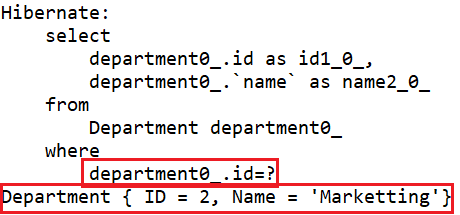 Hibernate:
    select
        department0_.id as id1_0_,
        department0_.`name` as name2_0_
    from
        Department department0_
    where
        department0_.id=?
Department { ID = 2, Name = 'Marketting'}